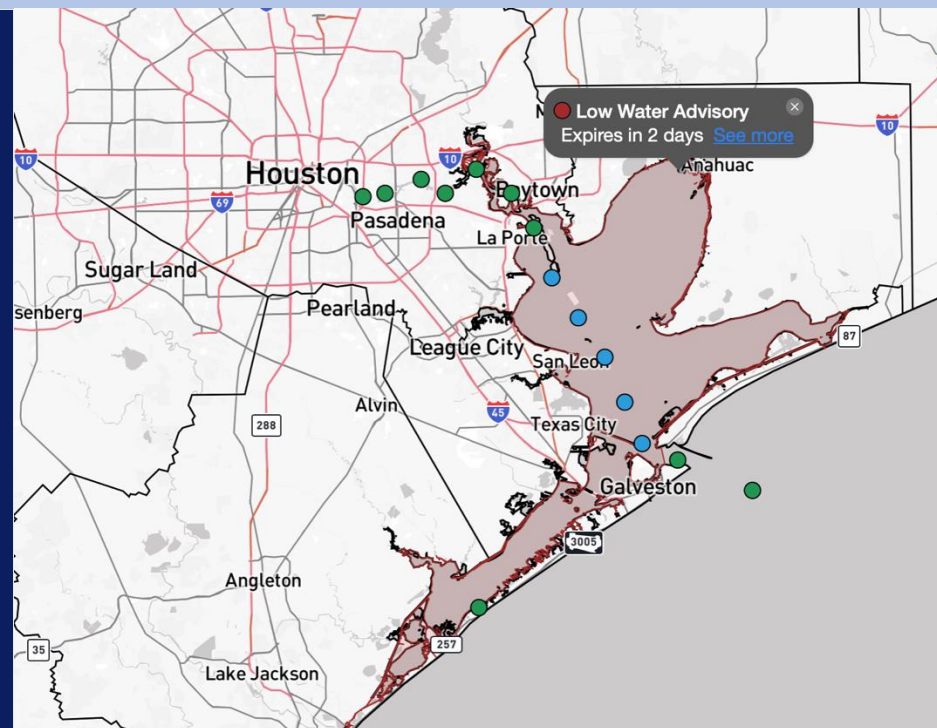 Low Water Advisory
Expires in 2 days See more
N
10
10
10
Anahuac
Houston
Baytown
69
Pasadena
La Porte
Sugar Land
senberg
Pearland
87
League City
San Leon
Alvin
45
288
Texas City
Galveston
3005
Angleton
257
35
Lake Jackson